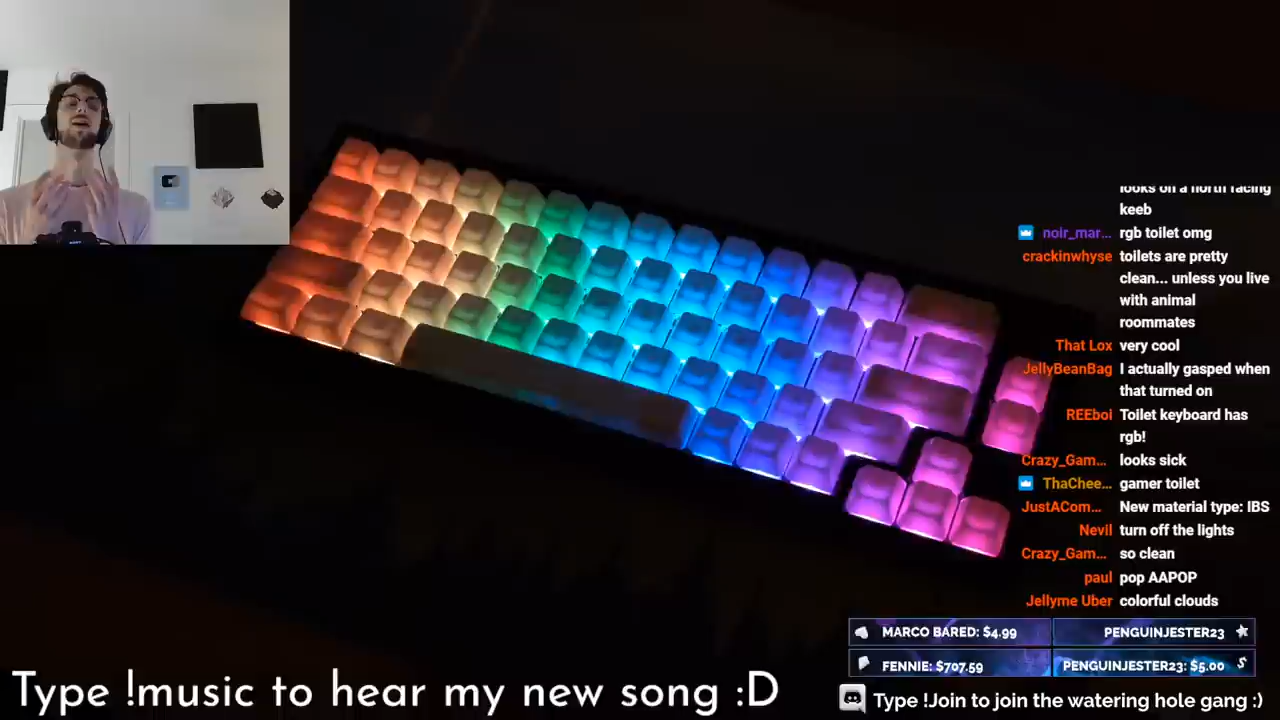 looks on a north facing
keeb
noir_mar... rgb toilet omg
crackinwhyse toilets are pretty
clean... unless you live
with animal
roommates
That Lox very cool
JellyBeanBag I actually gasped when
that turned on
REEboi Toilet keyboard has
rgb!
Crazy_Gam... looks sick
ThaChee... gamer toilet
JustACom... New material type: IBS
Nevil turn off the lights
Crazy_Gam... so clean
paul pop AAPOP
Jellyme Uber colorful clouds
MARCO BARED: $4.99 PENGUINJESTER23
FENNIE: $707.59 PENGUINJESTER23: $5.00
Type !music to hear my new song :D
Type !Join to join the watering hole gang :)